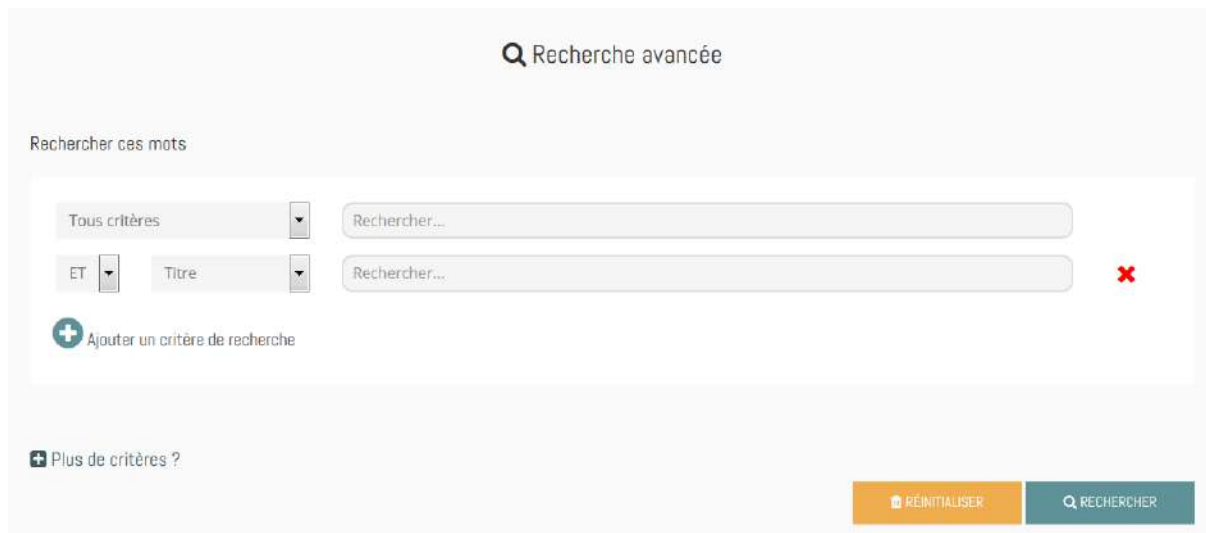 Recherche avancée
Rechercher ces mots
Tous critères Rechercher...
ET Titre Rechercher...
Ajouter un critère de recherche
Plus de critères ?
RÉINITIALISER RECHERCHER